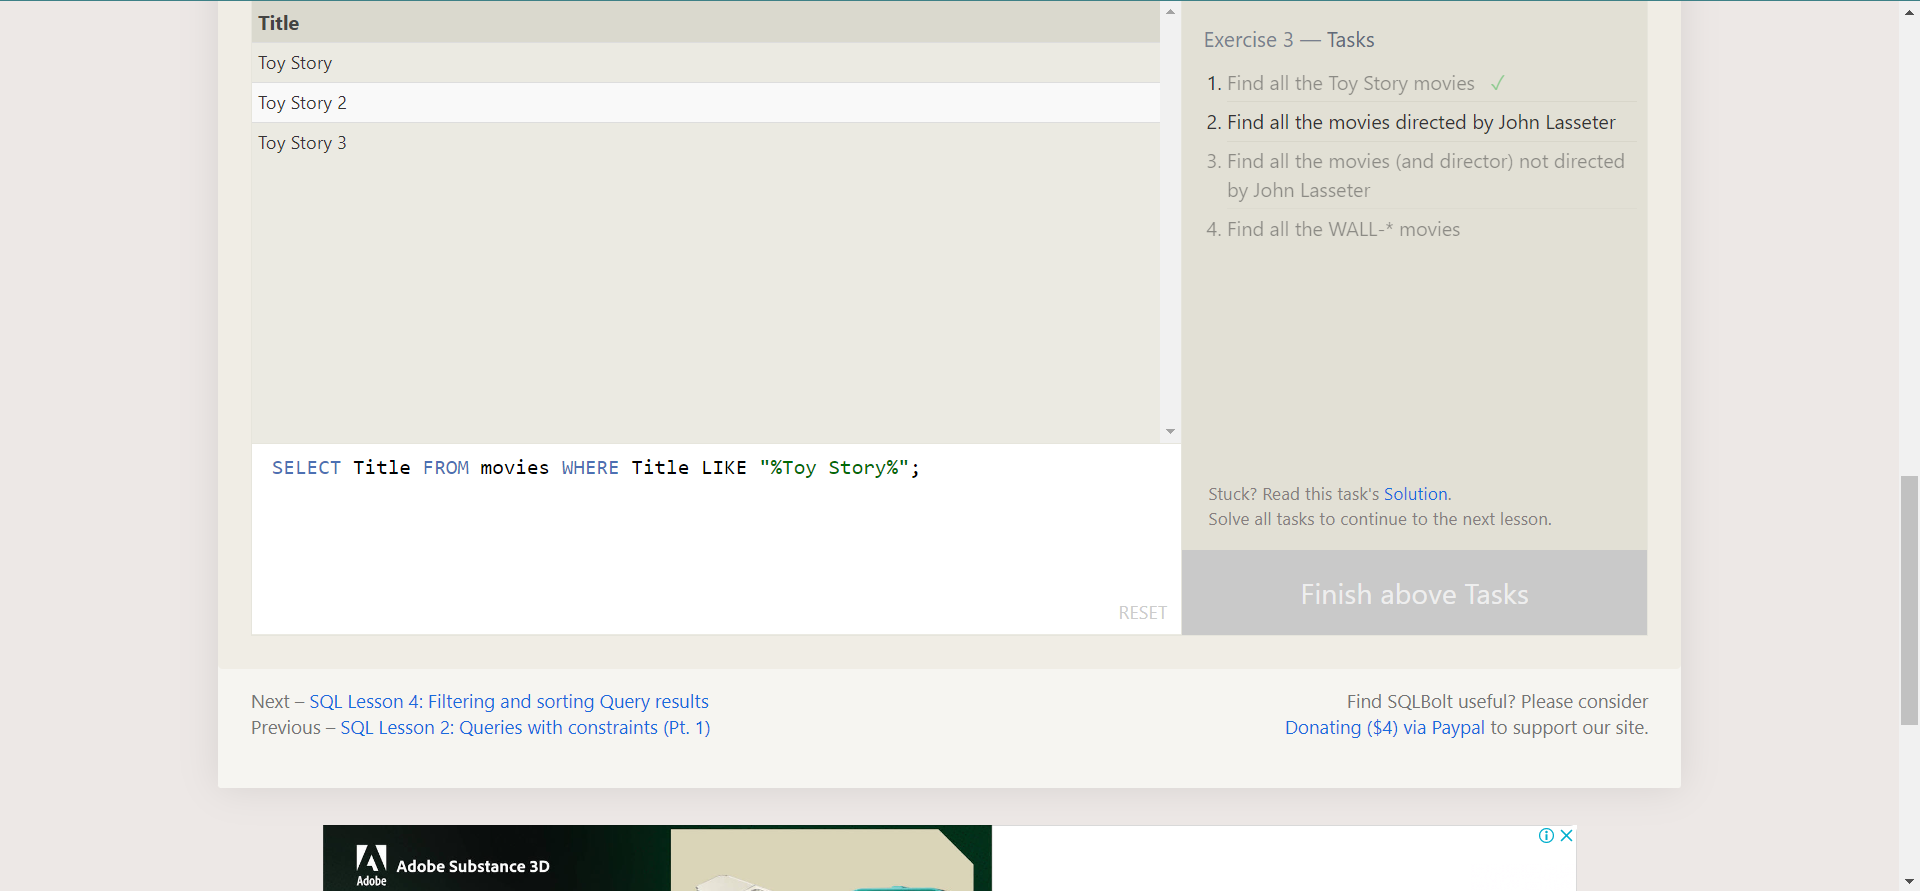 Title
Toy Story
Toy Story 2
Toy Story 3
SELECT Title FROM movies WHERE Title LIKE "%Toy Story%";
RESET
Exercise 3 — Tasks
1. Find all the Toy Story movies ✓
2. Find all the movies directed by John Lasseter
3. Find all the movies (and director) not directed
by John Lasseter
4. Find all the WALL-* movies
Stuck? Read this task's Solution.
Solve all tasks to continue to the next lesson.
Finish above Tasks
Next – SQL Lesson 4: Filtering and sorting Query results
Previous – SQL Lesson 2: Queries with constraints (Pt. 1)
Find SQLBolt useful? Please consider
Donating ($4) via Paypal to support our site.
Adobe
Adobe Substance 3D